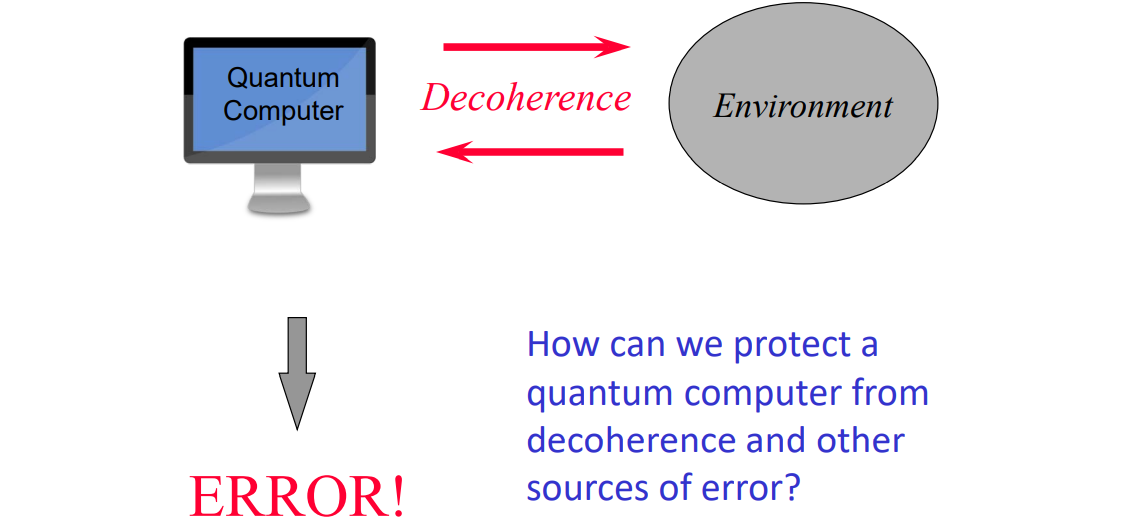 Quantum
Computer
Decoherence
Environment
How can we protect a
quantum computer from
decoherence and other
sources of error?
ERROR!